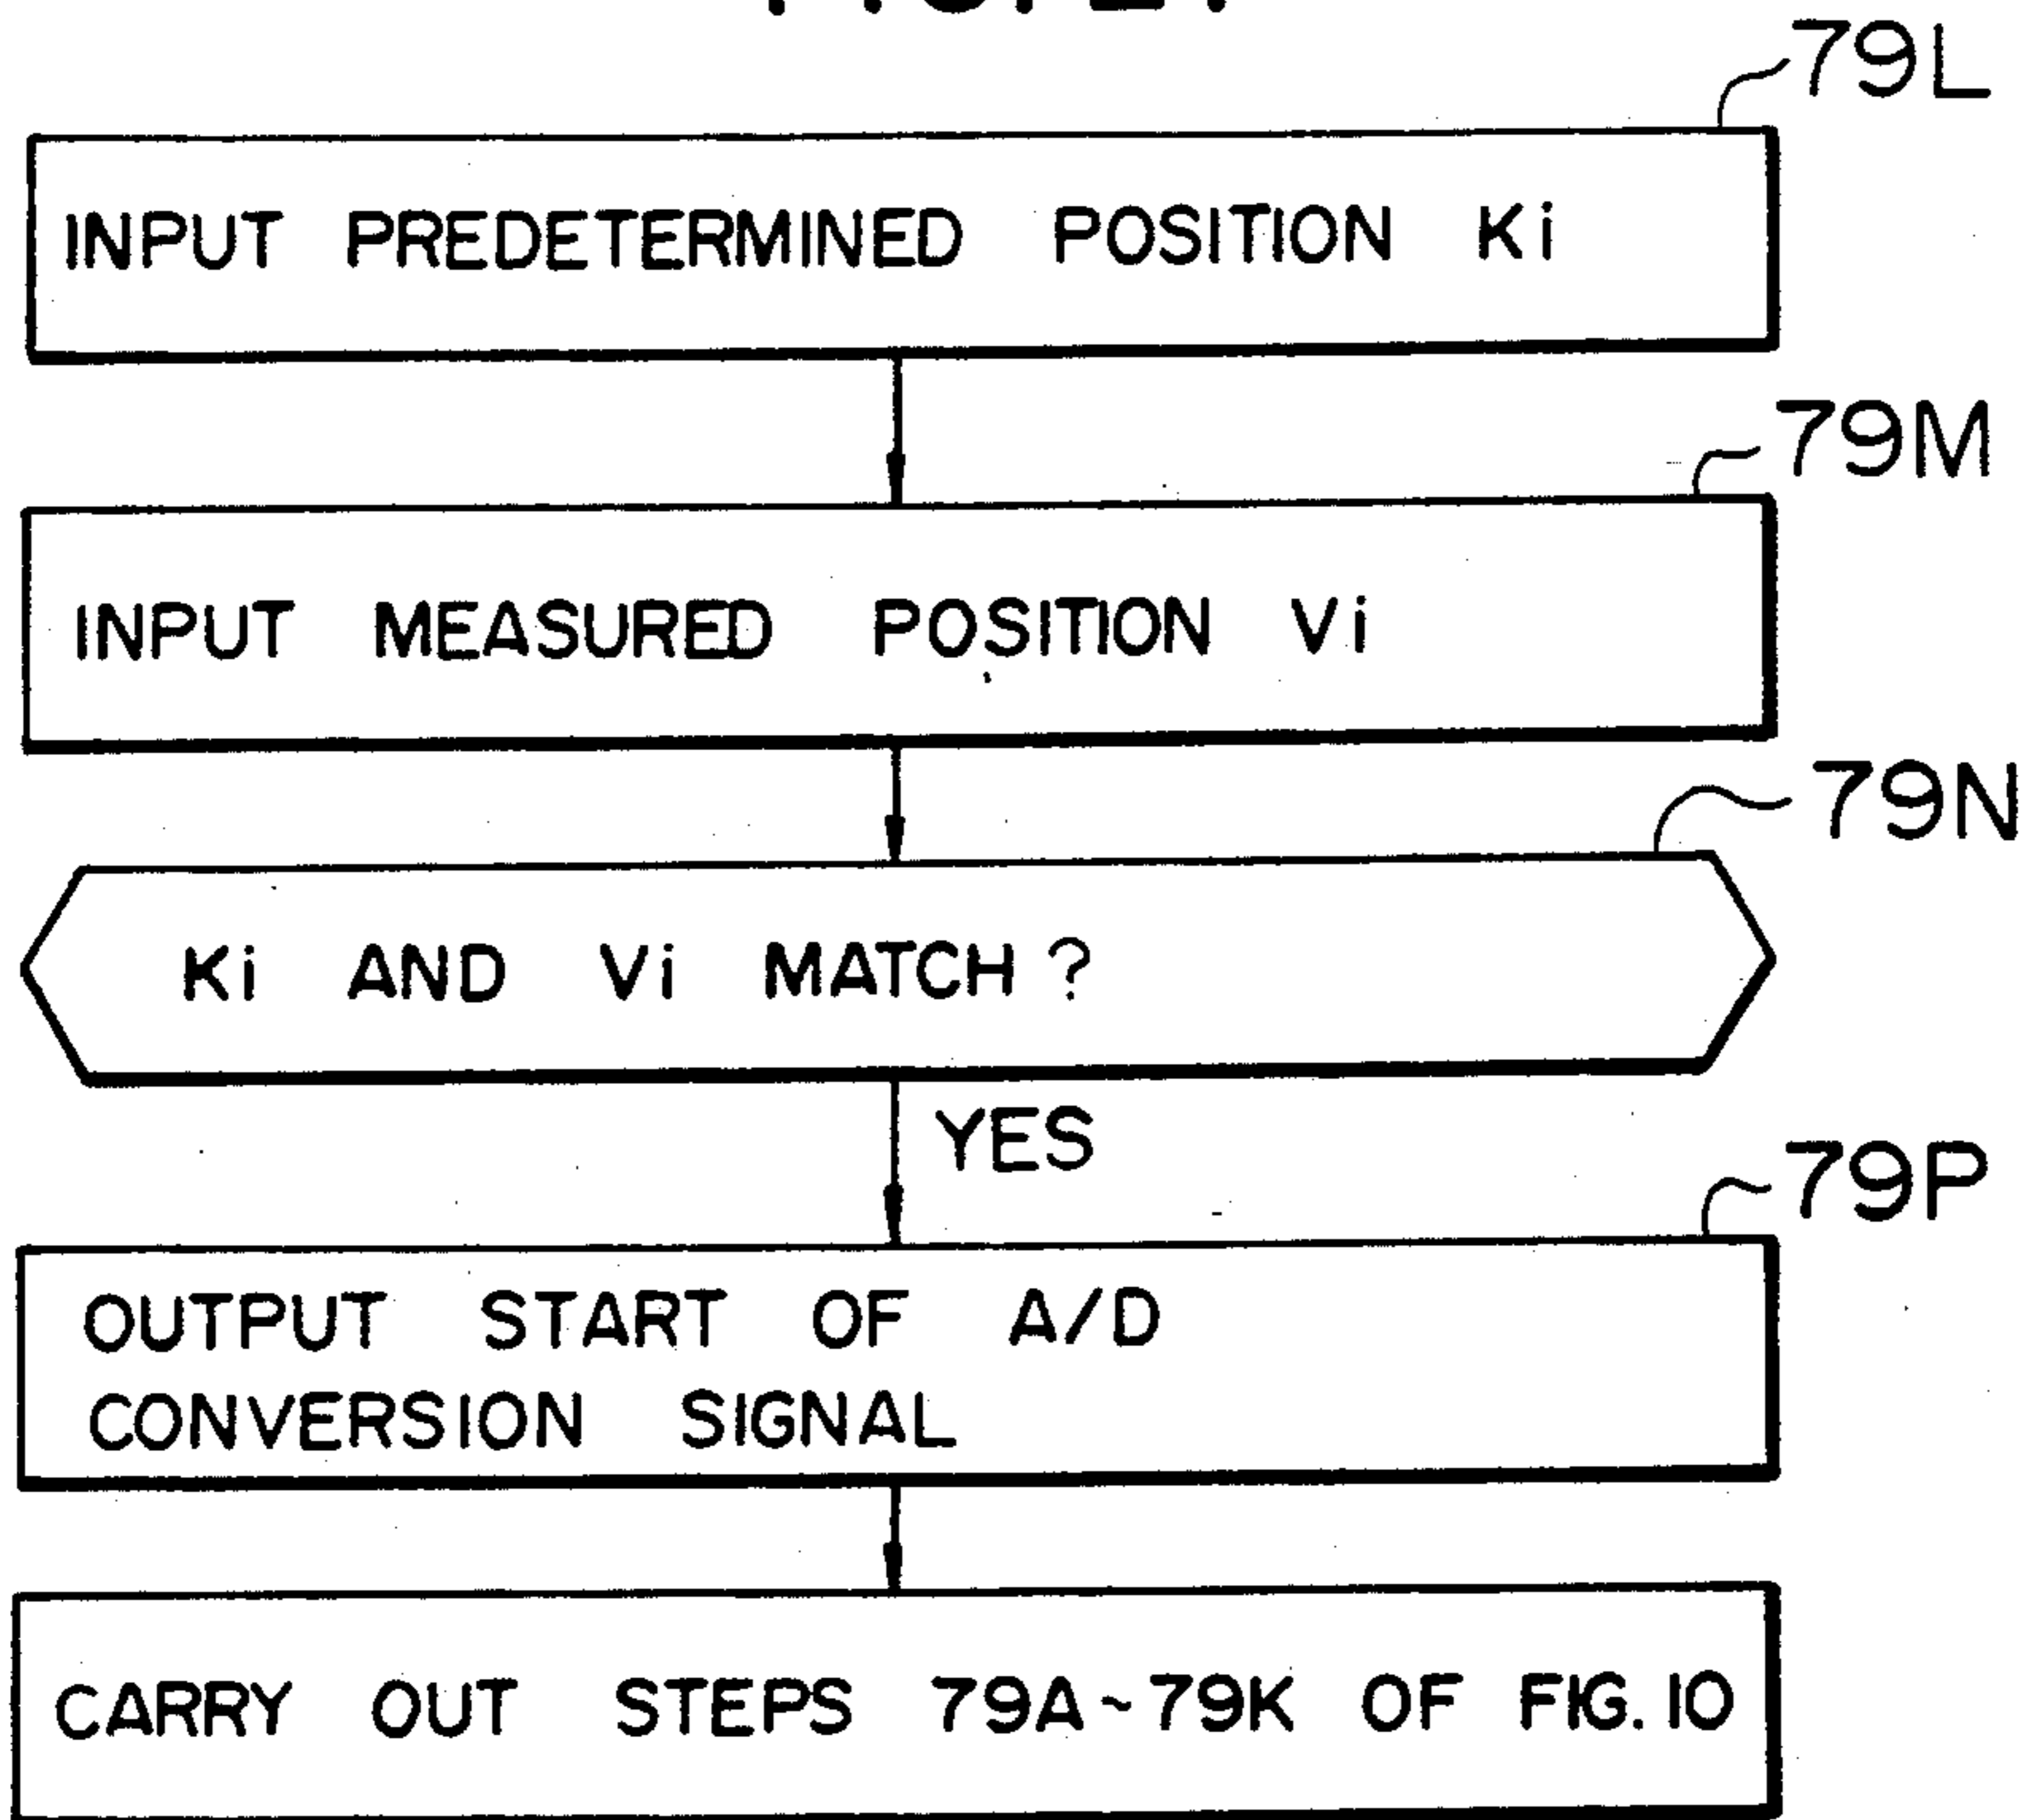 79L
INPUT PREDETERMINED POSITION Ki
79M
INPUT MEASURED POSITION Vi
79N
Ki AND Vi MATCH ?
YES
79P
OUTPUT START OF A/D
CONVERSION SIGNAL
CARRY OUT STEPS 79A~79K OF FIG. 10